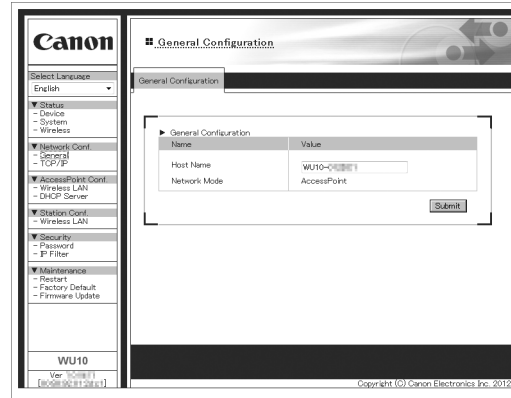 Canon
General Configuration
Select Language
English
General Configuration
▼ Status
- Device
- System
- Wireless
▼ Network Conf.
- General
- TCP/IP
▼ AccessPoint Conf.
- Wireless LAN
- DHCP Server
▼ Station Conf.
- Wireless LAN
▼ Security
- Password
- IP Filter
▼ Maintenance
- Restart
- Factory Default
- Firmware Update
WU10
Ver
► General Configuration
Name Value
Host Name WU10-
Network Mode AccessPoint
Submit
Copyright (C) Canon Electronics Inc. 2012